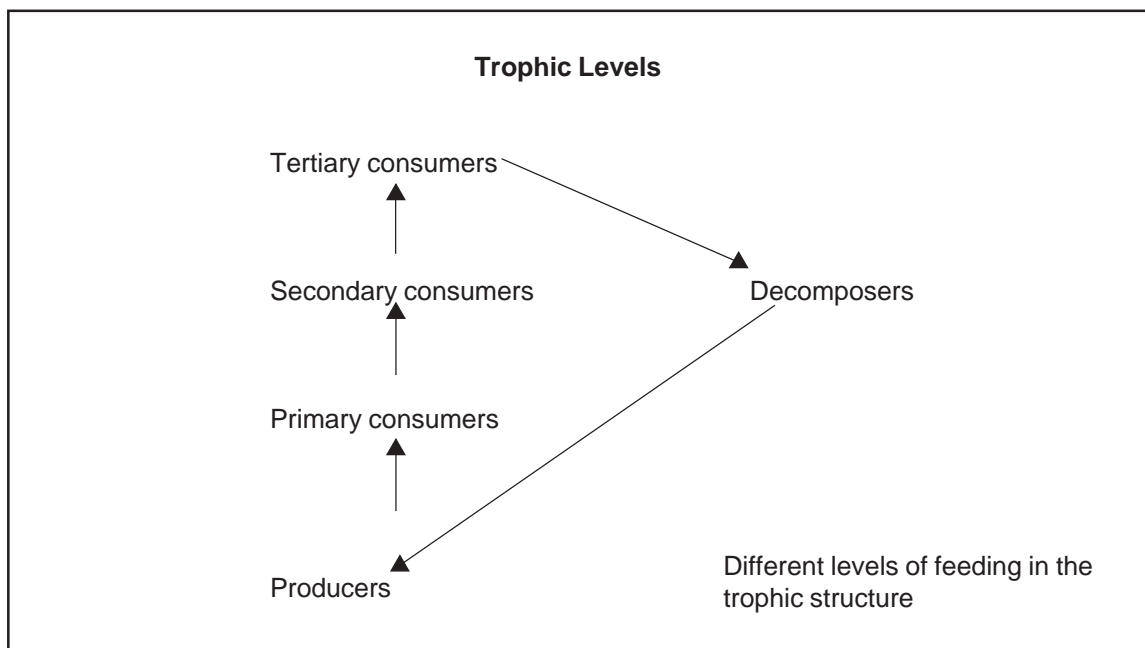 Trophic Levels
Tertiary consumers
Secondary consumers
Decomposers
Primary consumers
Producers
Different levels of feeding in the
trophic structure